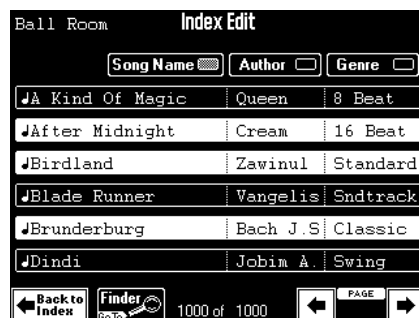 Ball Room Index Edit
Song Name Author Genre
A Kind Of Magic Queen 8 Beat
After Midnight Cream 16 Beat
Birdland Zawinul Standard
Blade Runner Vangelis Sndtrack
Brunderburg Bach J.S Classic
Dindi Jobim A. Swing
Back to Index Finder GoTo 1000 of 1000 PAGE